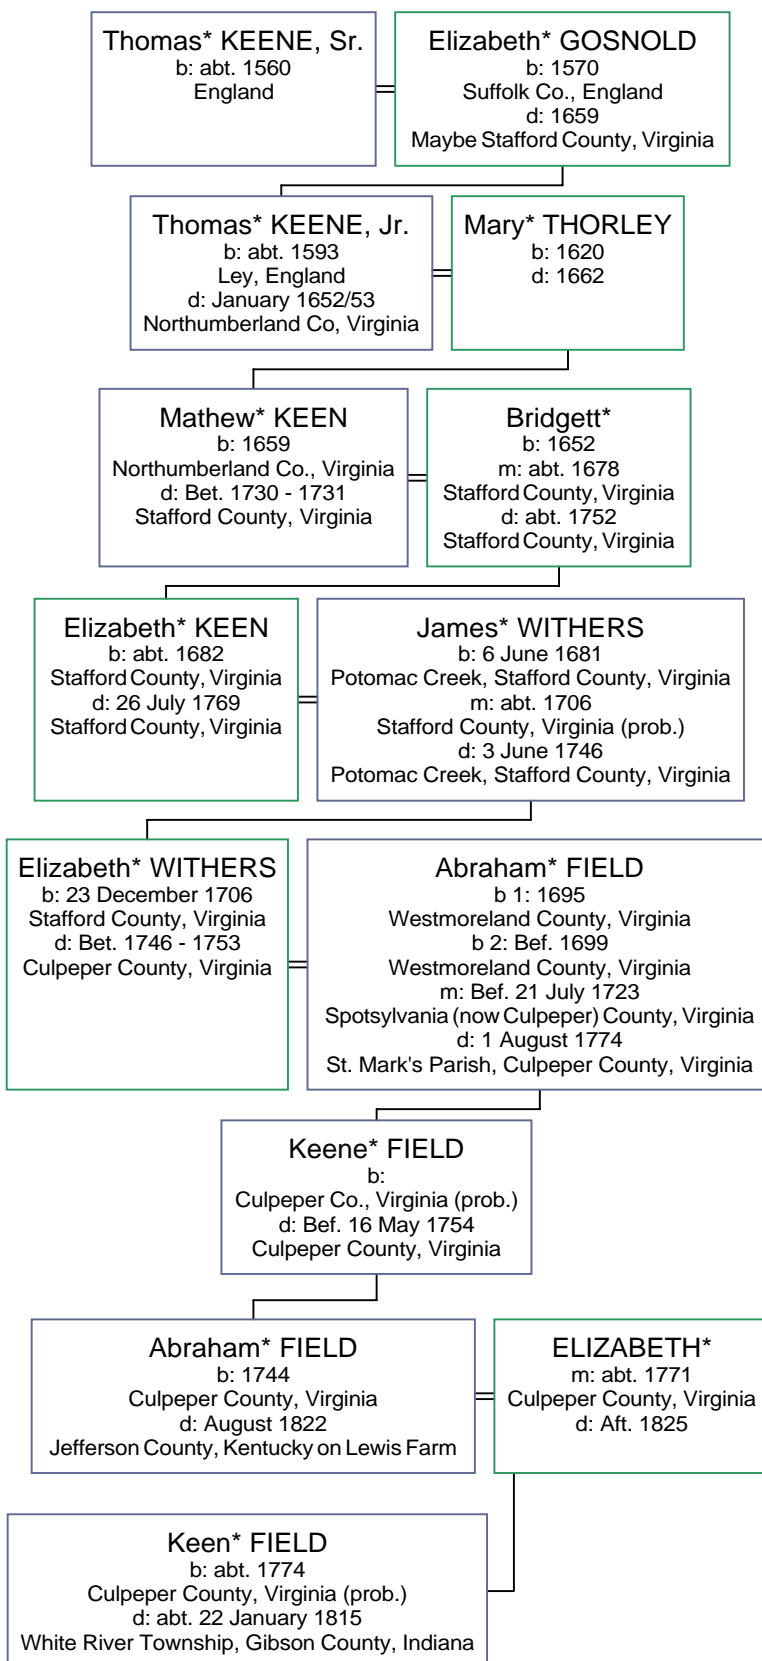 Thomas* KEENE, Sr.
b: abt. 1560
England
Elizabeth* GOSNOLD
b: 1570
Suffolk Co., England
d: 1659
Maybe Stafford County, Virginia
Thomas* KEENE, Jr.
b: abt. 1593
Ley, England
d: January 1652/53
Northumberland Co, Virginia
Mary* THORLEY
b: 1620
d: 1662
Mathew* KEEN
b: 1659
Northumberland Co., Virginia
d: Bet. 1730 - 1731
Stafford County, Virginia
Bridgett*
b: 1652
m: abt. 1678
Stafford County, Virginia
d: abt. 1752
Stafford County, Virginia
Elizabeth* KEEN
b: abt. 1682
Stafford County, Virginia
d: 26 July 1769
Stafford County, Virginia
James* WITHERS
b: 6 June 1681
Potomac Creek, Stafford County, Virginia
m: abt. 1706
Stafford County, Virginia (prob.)
d: 3 June 1746
Potomac Creek, Stafford County, Virginia
Elizabeth* WITHERS
b: 23 December 1706
Stafford County, Virginia
d: Bet. 1746 - 1753
Culpeper County, Virginia
Abraham* FIELD
b 1: 1695
Westmoreland County, Virginia
b 2: Bef. 1699
Westmoreland County, Virginia
m: Bef. 21 July 1723
Spotsylvania (now Culpeper) County, Virginia
d: 1 August 1774
St. Mark's Parish, Culpeper County, Virginia
Keene* FIELD
b:
Culpeper Co., Virginia (prob.)
d: Bef. 16 May 1754
Culpeper County, Virginia
Abraham* FIELD
b: 1744
Culpeper County, Virginia
d: August 1822
Jefferson County, Kentucky on Lewis Farm
ELIZABETH*
m: abt. 1771
Culpeper County, Virginia
d: Aft. 1825
Keen* FIELD
b: abt. 1774
Culpeper County, Virginia (prob.)
d: abt. 22 January 1815
White River Township, Gibson County, Indiana